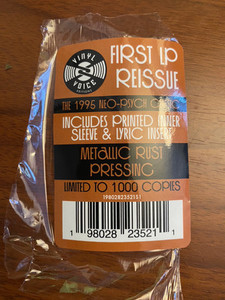 VINYL
VOICE
FIRST LP
REISSUE
THE 1995 NEO-PSYCH
INCLUDES PRINTED INNER
SLEEVE & LYRIC INSERT
METALLIC RUST
PRESSING
LIMITED TO 1000 COPIES
198028235211
1 98028 23521 1